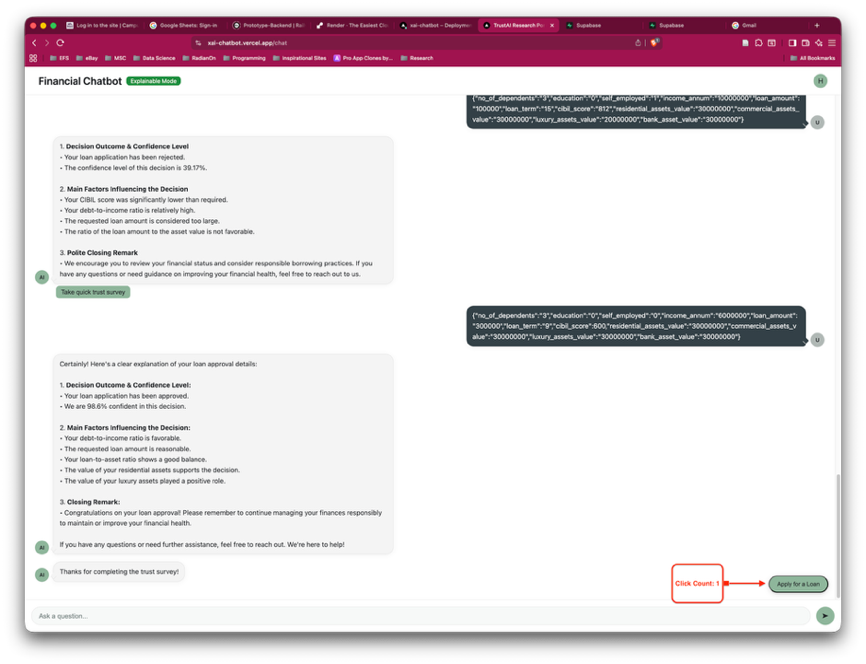 Log in to the site | Camp
Google Sheets: Sign-in
Prototype-Backend | Rail
Render - The Easiest Clo
xai-chatbot – Deployme
TrustAI Research Po
Supabase
Supabase
Gmail
xai-chatbot.vercel.app/chat
EFS
eBay
MSC
Data Science
RadianOn
Programming
Inspirational Sites
Pro App Clones by...
Research
All Bookmarks
Financial Chatbot
Explainable Mode
H
{"no_of_dependents":"3","education":"0","self_employed":"1","income_annum":"10000000","loan_amount":
"100000","loan_term":"15","cibil_score":"812","residential_assets_value":"30000000","commercial_assets_
value":"30000000","luxury_assets_value":"20000000","bank_asset_value":"30000000"}
U
1. Decision Outcome & Confidence Level
• Your loan application has been rejected.
• The confidence level of this decision is 39.17%.
2. Main Factors Influencing the Decision
• Your CIBIL score was significantly lower than required.
• Your debt-to-income ratio is relatively high.
• The requested loan amount is considered too large.
• The ratio of the loan amount to the asset value is not favorable.
3. Polite Closing Remark
• We encourage you to review your financial status and consider responsible borrowing practices. If you
have any questions or need guidance on improving your financial health, feel free to reach out to us.
AI
Take quick trust survey
{"no_of_dependents":"3","education":"0","self_employed":"0","income_annum":"6000000","loan_amount":
"300000","loan_term":"9","cibil_score":600,"residential_assets_value":"30000000","commercial_assets_v
alue":"30000000","luxury_assets_value":"30000000","bank_asset_value":"30000000"}
U
Certainly! Here's a clear explanation of your loan approval details:
1. Decision Outcome & Confidence Level:
• Your loan application has been approved.
• We are 98.6% confident in this decision.
2. Main Factors Influencing the Decision:
• Your debt-to-income ratio is favorable.
• The requested loan amount is reasonable.
• Your loan-to-asset ratio shows a good balance.
• The value of your residential assets supports the decision.
• The value of your luxury assets played a positive role.
3. Closing Remark:
• Congratulations on your loan approval! Please remember to continue managing your finances responsibly
to maintain or improve your financial health.
If you have any questions or need further assistance, feel free to reach out. We're here to help!
AI
Thanks for completing the trust survey!
AI
Click Count: 1
Apply for a Loan
Ask a question...